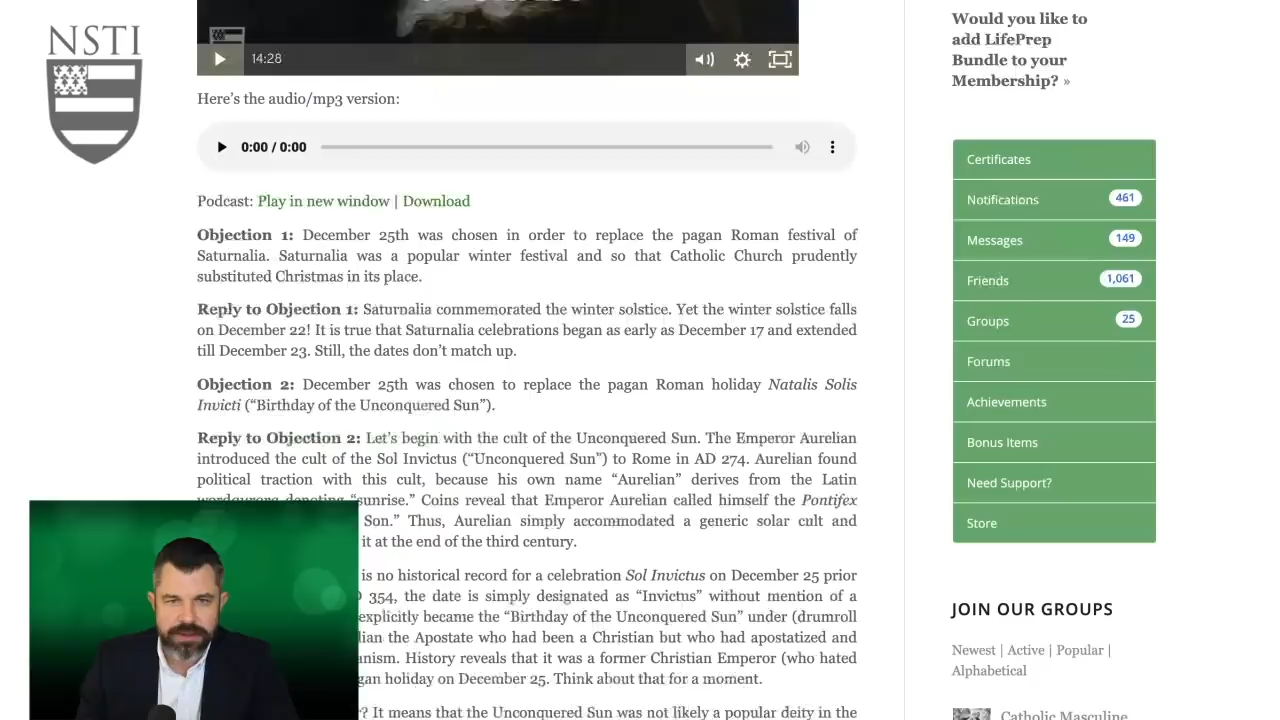 NSTI
14:28
Here's the audio/mp3 version:
0:00 / 0:00
Podcast: Play in new window | Download
Objection 1: December 25th was chosen in order to replace the pagan Roman festival of
Saturnalia. Saturnalia was a popular winter festival and so that Catholic Church prudently
substituted Christmas in its place.
Reply to Objection 1: Saturnalia commemorated the winter solstice. Yet the winter solstice falls
on December 22! It is true that Saturnalia celebrations began as early as December 17 and extended
till December 23. Still, the dates don't match up.
Objection 2: December 25th was chosen to replace the pagan Roman holiday Natalis Solis
Invicti ("Birthday of the Unconquered Sun").
Reply to Objection 2: Let's begin with the cult of the Unconquered Sun. The Emperor Aurelian
introduced the cult of the Sol Invictus ("Unconquered Sun") to Rome in AD 274. Aurelian found
political traction with this cult, because his own name "Aurelian" derives from the Latin
denoting "sunrise." Coins reveal that Emperor Aurelian called himself the Pontifex
Son." Thus, Aurelian simply accommodated a generic solar cult and
it at the end of the third century.
is no historical record for a celebration Sol Invictus on December 25 prior
354, the date is simply designated as "Invictus" without mention of a
explicitly became the "Birthday of the Unconquered Sun" under (drumroll
the Apostate who had been a Christian but who had apostatized and
History reveals that it was a former Christian Emperor (who hated
holiday on December 25. Think about that for a moment.
? It means that the Unconquered Sun was not likely a popular deity in the
Would you like to
add LifePrep
Bundle to your
Membership? »
Certificates
Notifications 461
Messages 149
Friends 1,061
Groups 25
Forums
Achievements
Bonus Items
Need Support?
Store
JOIN OUR GROUPS
Newest | Active | Popular |
Alphabetical
Catholic Masculine